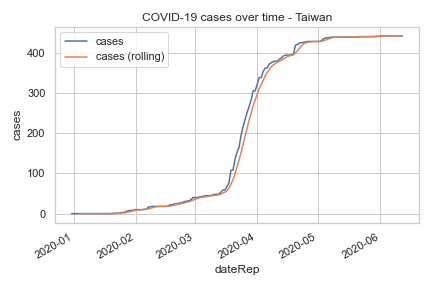 COVID-19 cases over time - Taiwan
cases
cases (rolling)
400
300
200
100
0
cases
2020-01
2020-02
2020-03
2020-04
2020-05
2020-06
dateRep